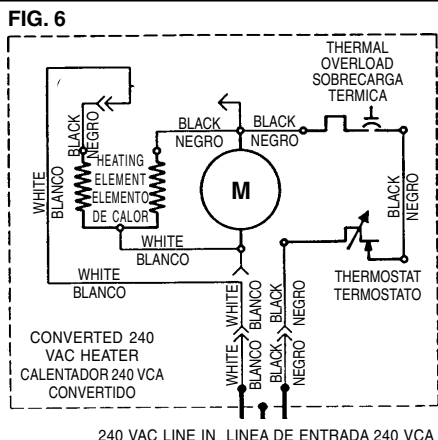 FIG. 6
THERMAL
OVERLOAD
SOBRECARGA
TERMICA
BLACK
NEGRO
BLACK
NEGRO
BLACK
NEGRO
HEATING
ELEMENT
ELEMENTO
DE CALOR
M
WHITE
BLANCO
BLACK
NEGRO
WHITE
BLANCO
WHITE
BLANCO
THERMOSTAT
TERMOSTATO
WHITE
BLANCO
BLACK
NEGRO
CONVERTED 240
VAC HEATER
CALENTADOR 240 VCA
CONVERTIDO
WHITE
BLANCO
BLACK
NEGRO
240 VAC LINE IN LINEA DE ENTRADA 240 VCA